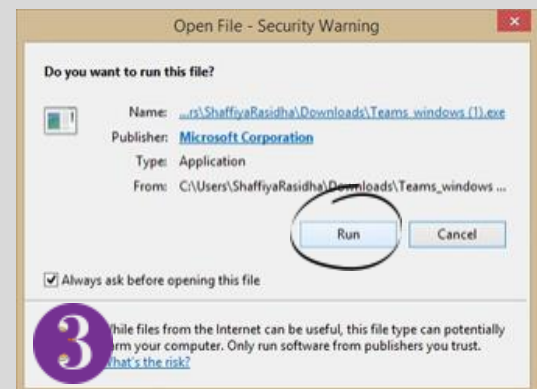 Open File - Security Warning
Do you want to run this file?
Name: ...rs\ShaffiyaRasidha\Downloads\Teams_windows (1).exe
Publisher: Microsoft Corporation
Type: Application
From: C:\Users\ShaffiyaRasidha\Downloads\Teams_windows ...
Run Cancel
Always ask before opening this file
3
While files from the Internet can be useful, this file type can potentially
harm your computer. Only run software from publishers you trust.
What's the risk?